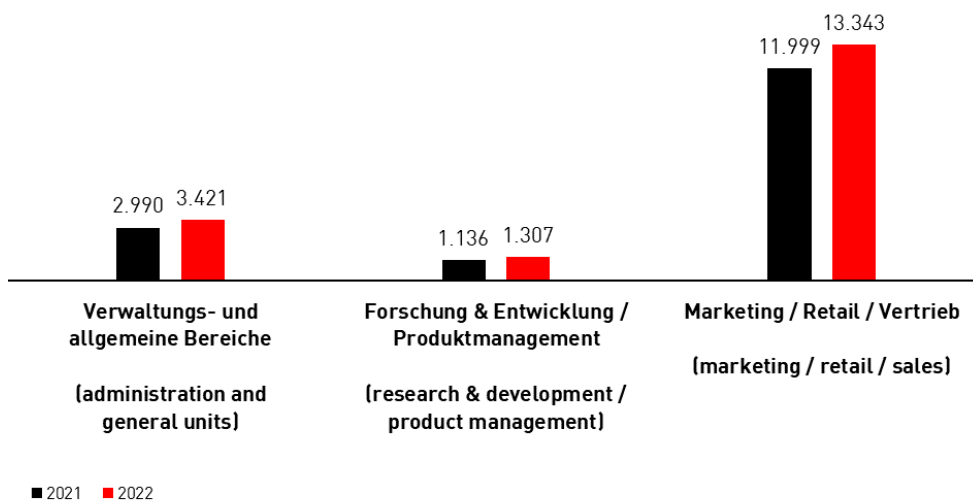 13.343
11.999
2.990
3.421
1.136
1.307
Verwaltungs- und
allgemeine Bereiche
(administration and
general units)
Forschung & Entwicklung /
Produktmanagement
(research & development /
product management)
Marketing / Retail / Vertrieb
(marketing / retail / sales)
2021
2022